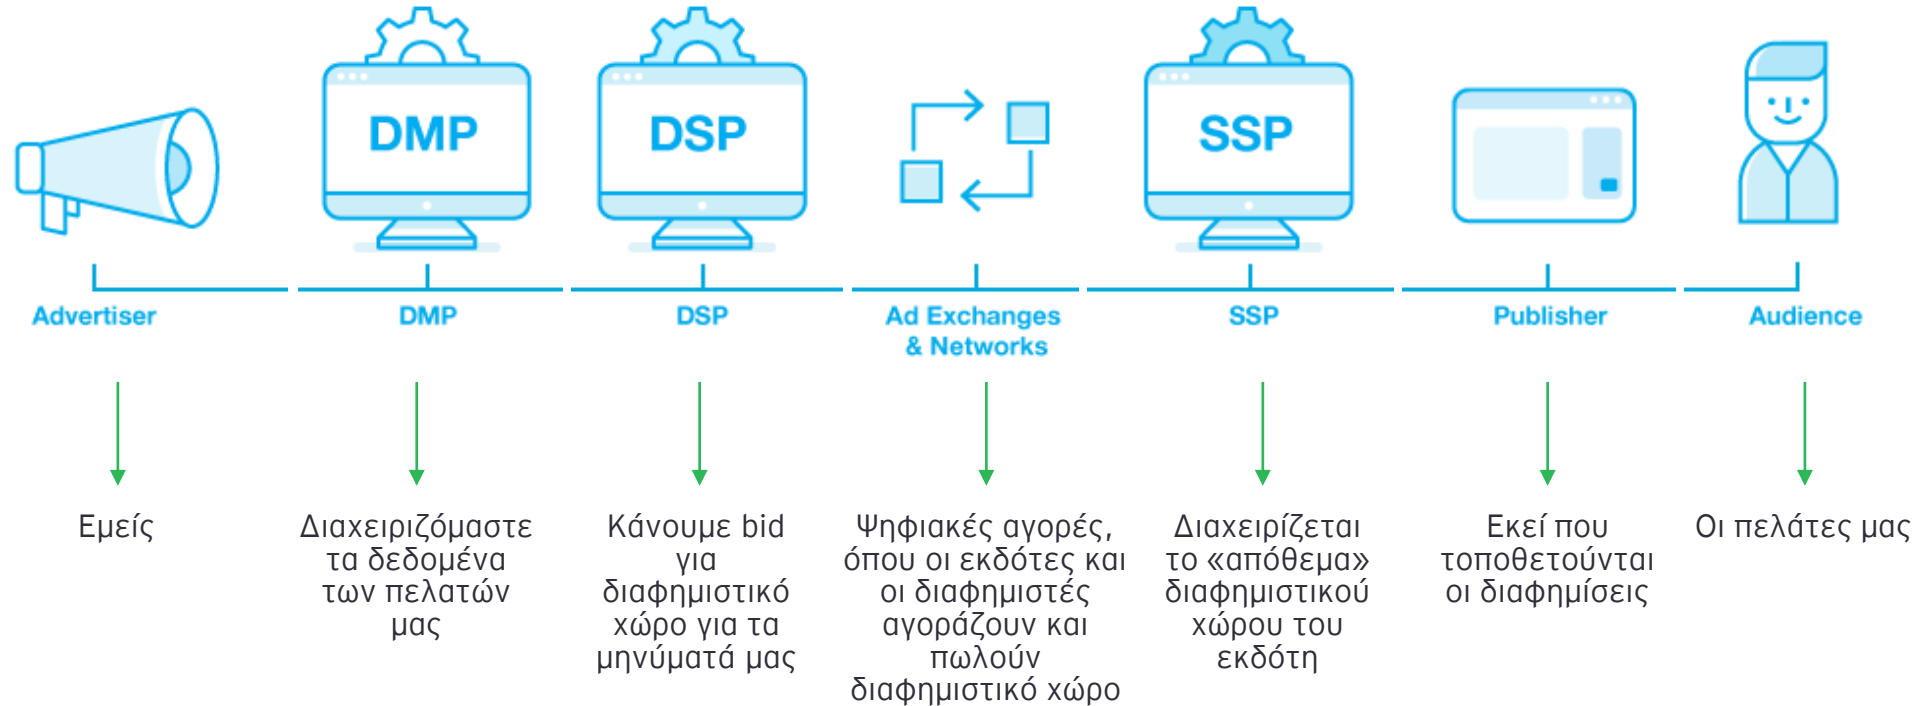 DMP
DSP
SSP
Advertiser
DMP
DSP
Ad Exchanges
& Networks
SSP
Publisher
Audience
Εμείς
Διαχειριζόμαστε
τα δεδομένα
των πελατών
μας
Κάνουμε bid
για
διαφημιστικό
χώρο για τα
μηνύματά μας
Ψηφιακές αγορές,
όπου οι εκδότες και
οι διαφημιστές
αγοράζουν και
πωλούν
διαφημιστικό χώρο
Διαχειρίζεται
το «απόθεμα»
διαφημιστικού
χώρου του
εκδότη
Εκεί που
τοποθετούνται
οι διαφημίσεις
Οι πελάτες μας